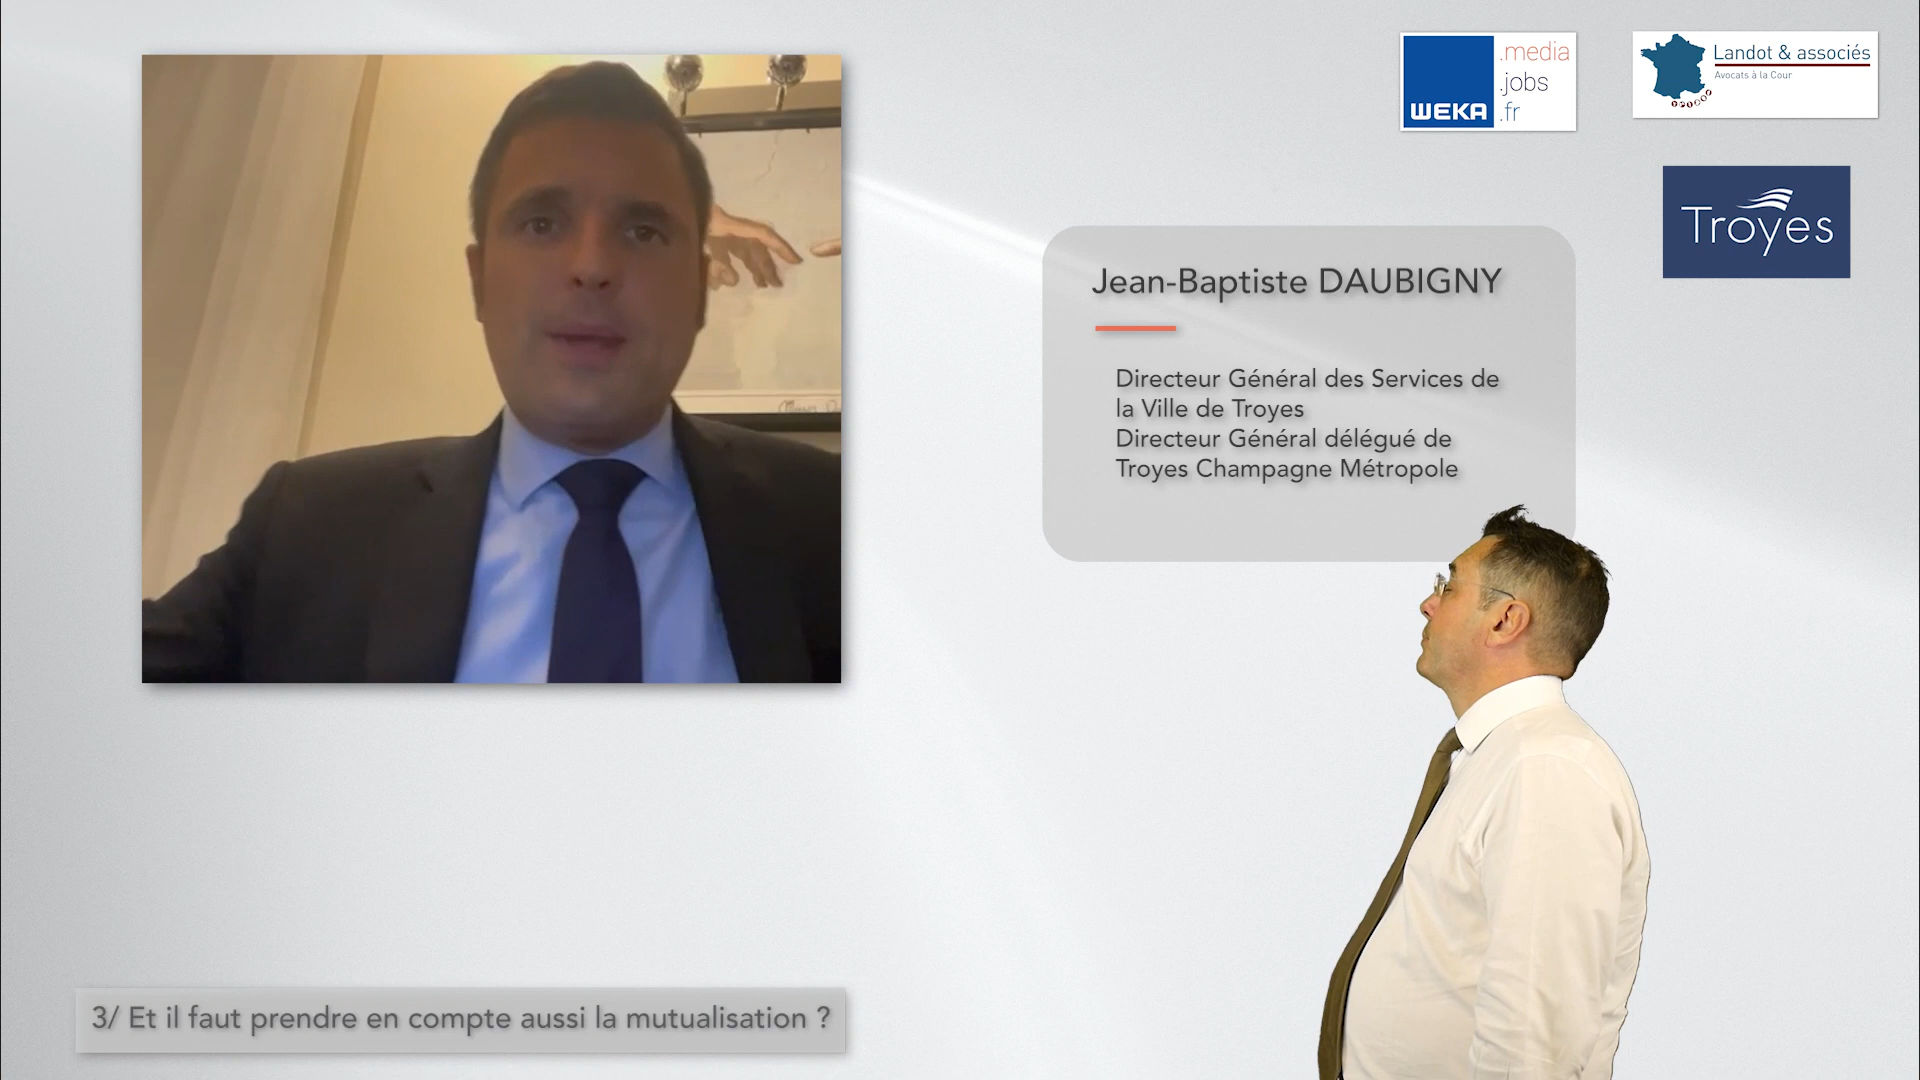 WEKA
.media
.jobs
.fr
Landot & associés
Avocats à la Cour
Troyes
Jean-Baptiste DAUBIGNY
Directeur Général des Services de
la Ville de Troyes
Directeur Général délégué de
Troyes Champagne Métropole
3/ Et il faut prendre en compte aussi la mutualisation ?